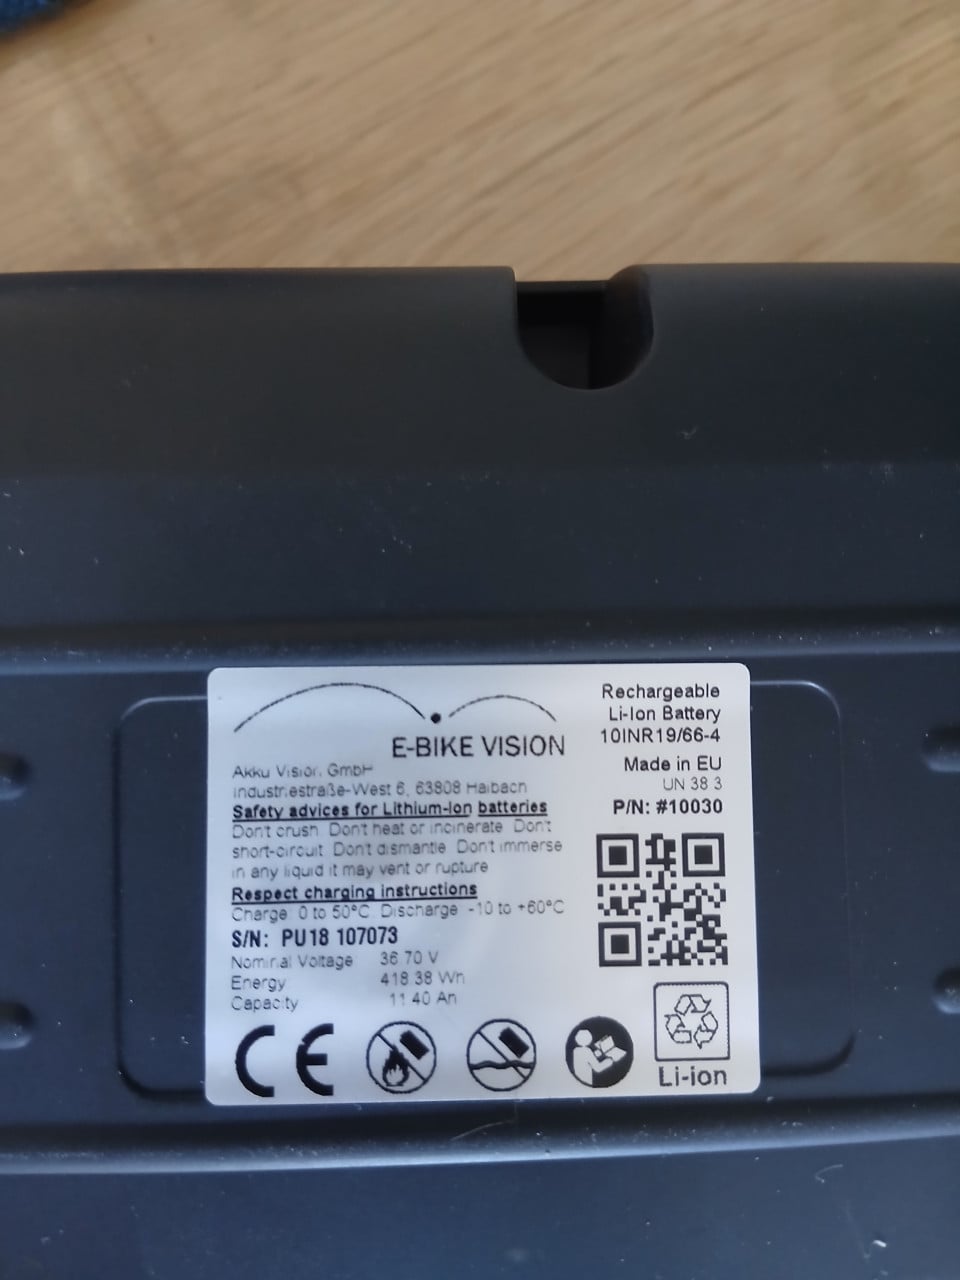 E-BIKE VISION
Rechargeable
Li-Ion Battery
10INR19/66-4
Made in EU
UN 38 3
P/N: #10030
Akku Vision GmbH
Industriestraße-West 6, 63808 Haibach
Safety advices for Lithium-Ion batteries
Don't crush Don't heat or incinerate Don't
short-circuit Don't dismantle Don't immerse
in any liquid it may vent or rupture
Respect charging instructions
Charge 0 to 50°C Discharge -10 to +60°C
S/N: PU18 107073
Nominal Voltage 36.70 V
Energy 418.38 Wh
Capacity 11.40 Ah
CE
Li-ion